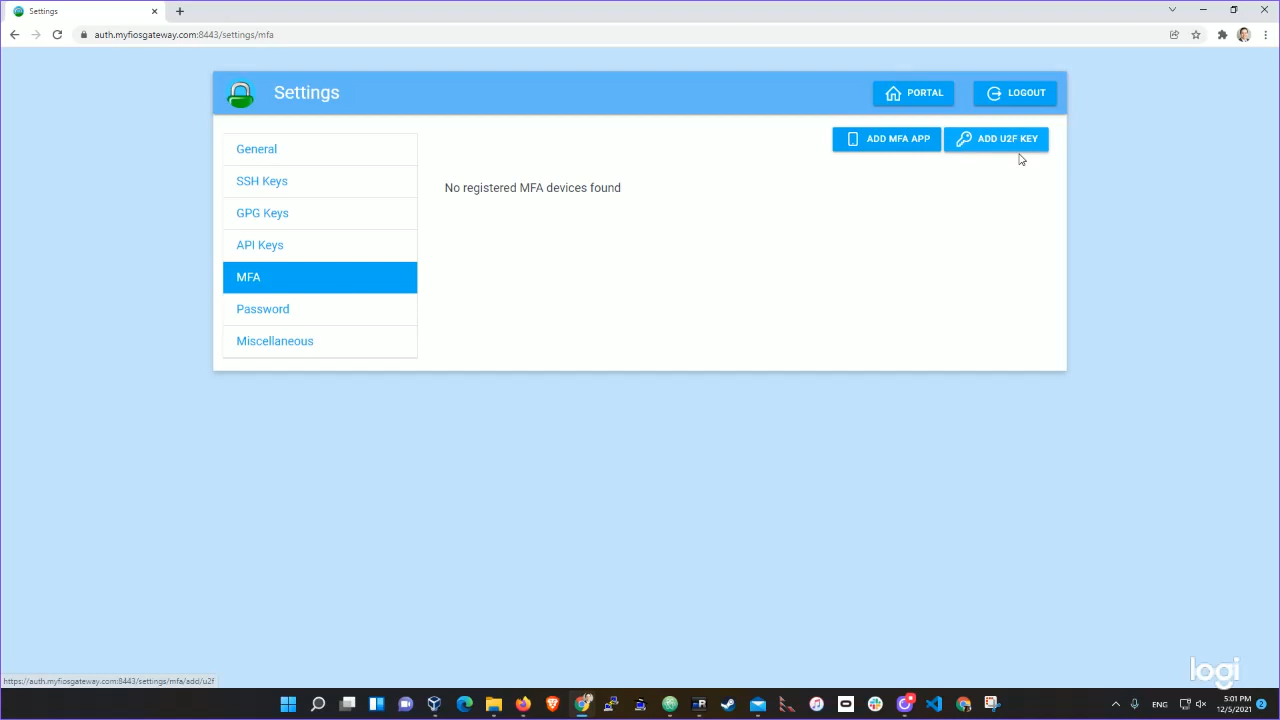 Settings
auth.myfiosgateway.com:8443/settings/mfa
Settings
PORTAL
LOGOUT
ADD MFA APP
ADD U2F KEY
General
SSH Keys
GPG Keys
API Keys
MFA
Password
Miscellaneous
No registered MFA devices found
logi
https://auth.myfiosgateway.com:8443/settings/mfa/add/u2f
ENG
5:01 PM
12/5/2021
2